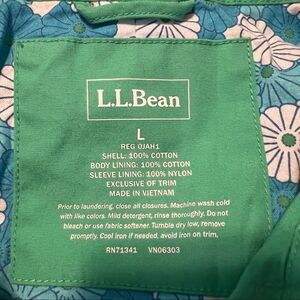 L.L.Bean
L
REG OJAH1
SHELL: 100% COTTON
BODY LINING: 100% COTTON
SLEEVE LINING: 100% NYLON
EXCLUSIVE OF TRIM
MADE IN VIETNAM
Prior to laundering, close all closures. Machine wash cold
with like colors. Mild detergent, rinse thoroughly. Do not
bleach or use fabric softener. Tumble dry low, remove
promptly. Cool iron if needed, avoid iron on trim.
RN71341 VN06303